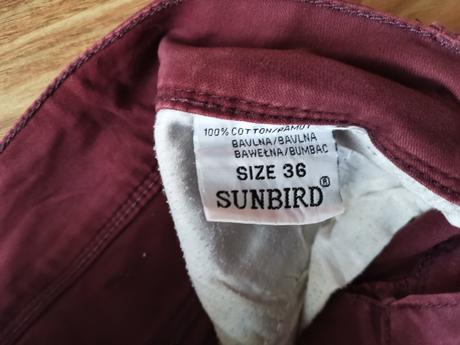 100% COTTON/PAMUT
BAVLNA/BAVLNA
BAWEŁNA/BUMBAC
SIZE 36
SUNBIRD®